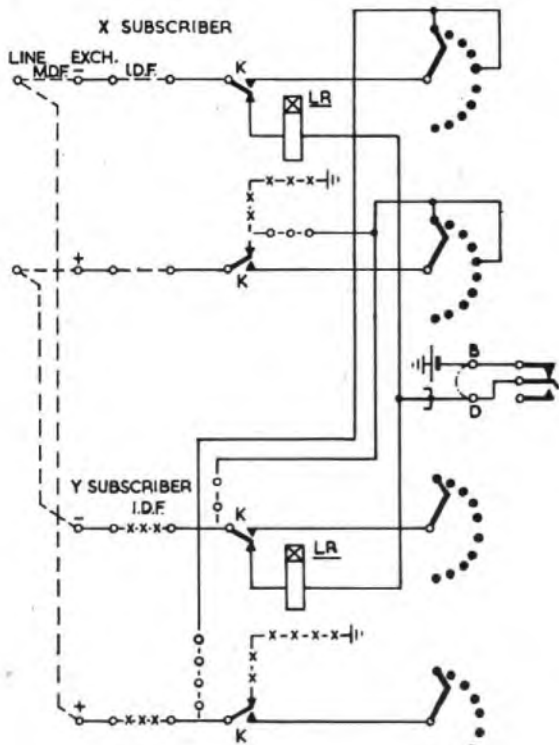 X SUBSCRIBER
LINE EXCH.
M.D.F. − I.D.F. K
LR
+ K
B
D
Y SUBSCRIBER
I.D.F.
− K
LR
+ K